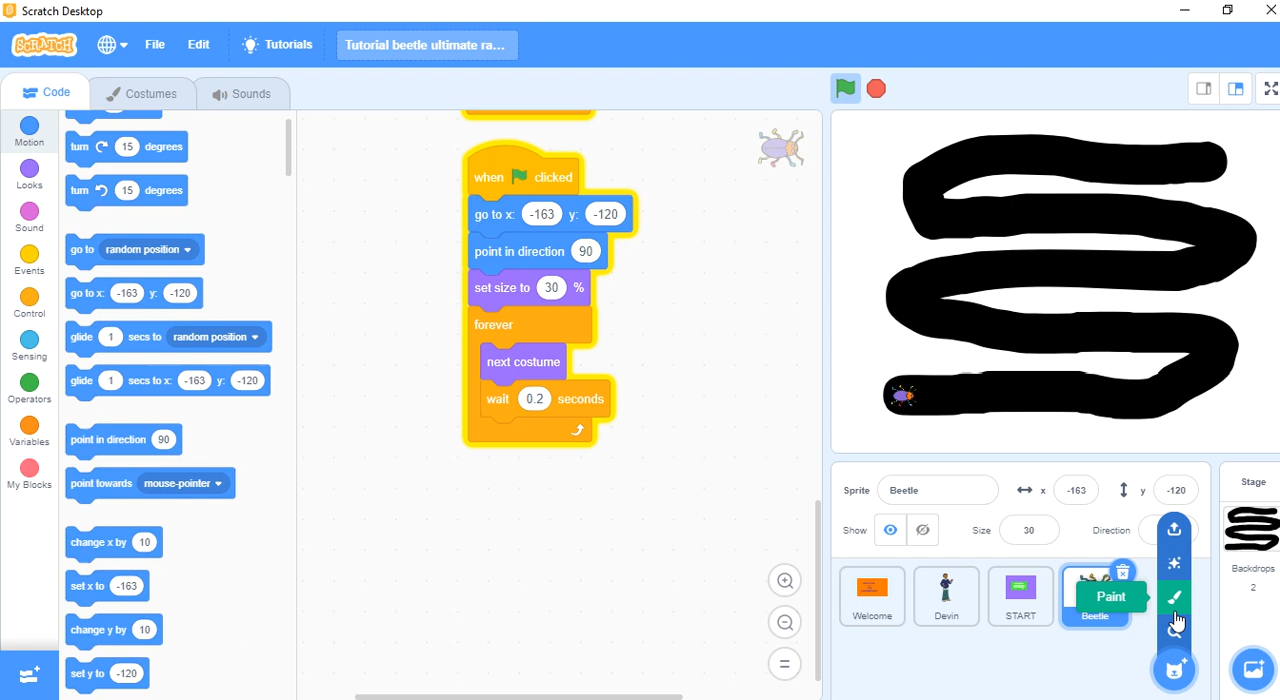 Scratch Desktop
SCRATCH
File
Edit
Tutorials
Tutorial beetle ultimate ra...
Code
Costumes
Sounds
Motion
Looks
Sound
Events
Control
Sensing
Operators
Variables
My Blocks
turn 15 degrees
turn 15 degrees
go to random position
go to x: -163 y: -120
glide 1 secs to random position
glide 1 secs to x: -163 y: -120
point in direction 90
point towards mouse-pointer
change x by 10
set x to -163
change y by 10
set y to -120
when clicked
go to x: -163 y: -120
point in direction 90
set size to 30 %
forever
next costume
wait 0.2 seconds
Sprite Beetle x -163 y -120
Show Size 30 Direction
Welcome
Devin
START
Beetle
Paint
Stage
Backdrops
2